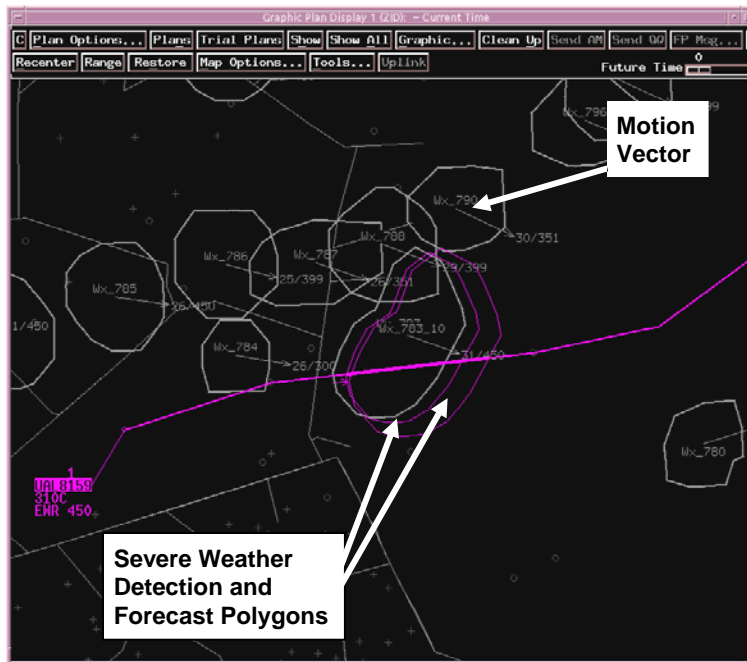 Graphic Plan Display 1 (ZID): - Current Time
C Plan Options... Plans Trial Plans Show Show All Graphic... Clean Up Send AM Send QQ FP Msg...
Recenter Range Restore Map Options... Tools... Uplink
Future Time 0
Motion
Vector
Wx_796
Wx_790
30/351
Wx_788
29/399
Wx_787
26/351
Wx_786
25/399
Wx_785
26/450
1/450
Wx_783_10
31/450
Wx_784
26/300
Wx_780
1
UAL8159
310C
EWR 450
Severe Weather
Detection and
Forecast Polygons